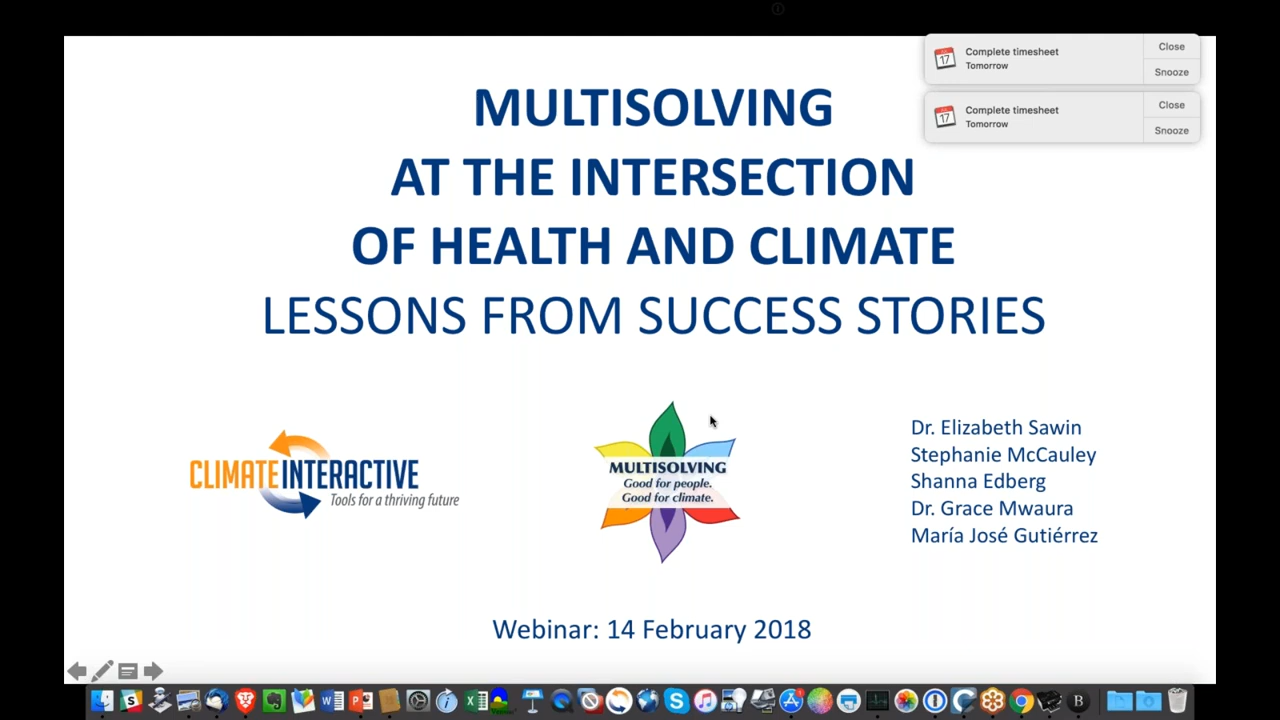 Complete timesheet
Tomorrow
Close
Snooze
Complete timesheet
Tomorrow
Close
Snooze
MULTISOLVING
AT THE INTERSECTION
OF HEALTH AND CLIMATE
LESSONS FROM SUCCESS STORIES
CLIMATEINTERACTIVE
Tools for a thriving future
MULTISOLVING
Good for people.
Good for climate.
Dr. Elizabeth Sawin
Stephanie McCauley
Shanna Edberg
Dr. Grace Mwaura
María José Gutiérrez
Webinar: 14 February 2018